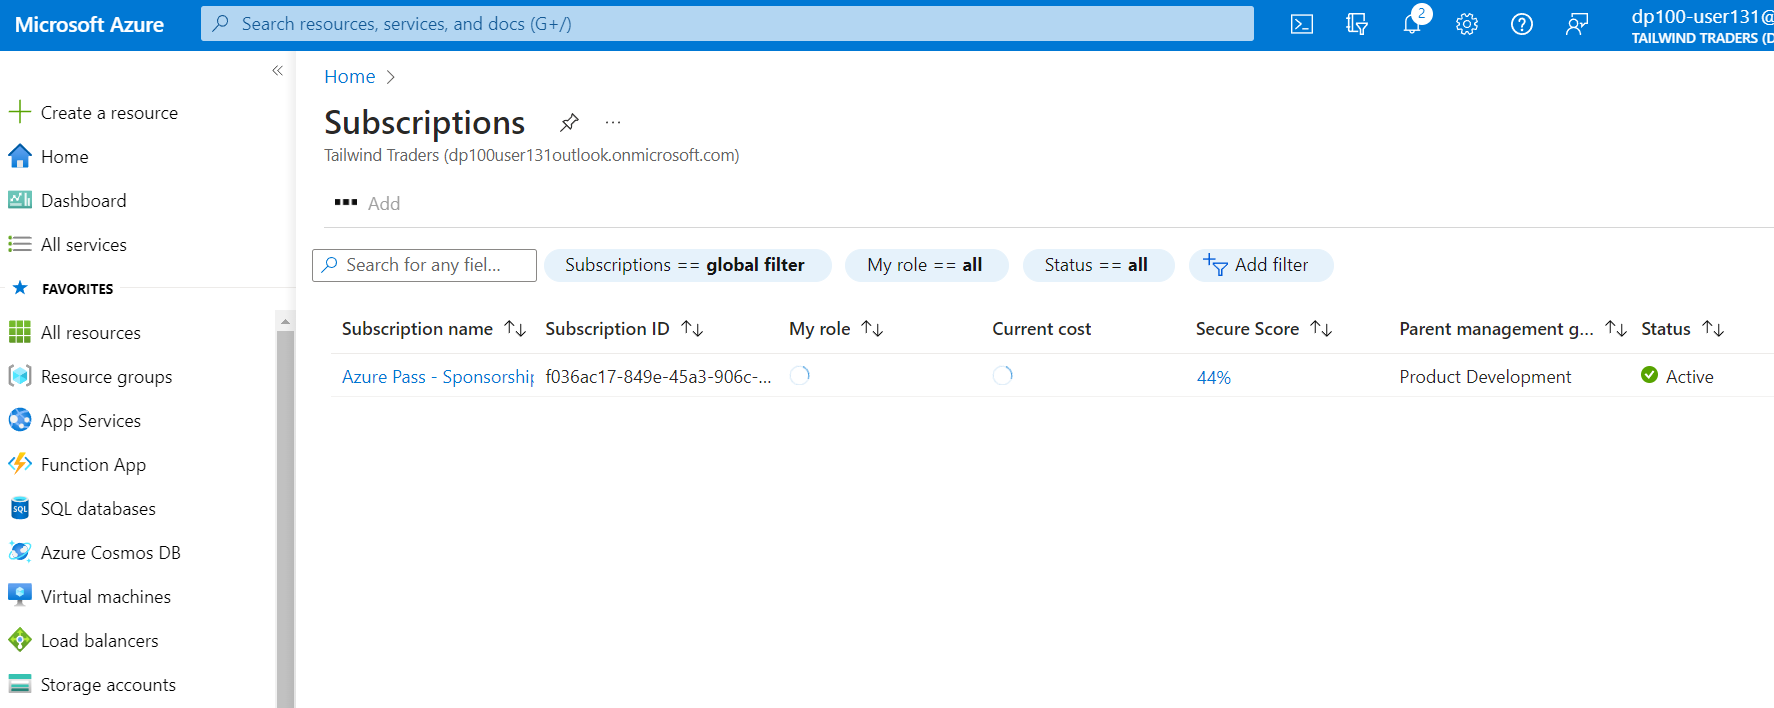 Microsoft Azure
Search resources, services, and docs (G+/)
2
dp100-user131@
TAILWIND TRADERS (D
Create a resource
Home
Dashboard
All services
FAVORITES
All resources
Resource groups
App Services
Function App
SQL databases
Azure Cosmos DB
Virtual machines
Load balancers
Storage accounts
Home
Subscriptions
Tailwind Traders (dp100user131outlook.onmicrosoft.com)
Add
Search for any fiel...
Subscriptions == global filter
My role == all
Status == all
Add filter
Subscription name
Subscription ID
My role
Current cost
Secure Score
Parent management g...
Status
Azure Pass - Sponsorship
f036ac17-849e-45a3-906c-...
44%
Product Development
Active